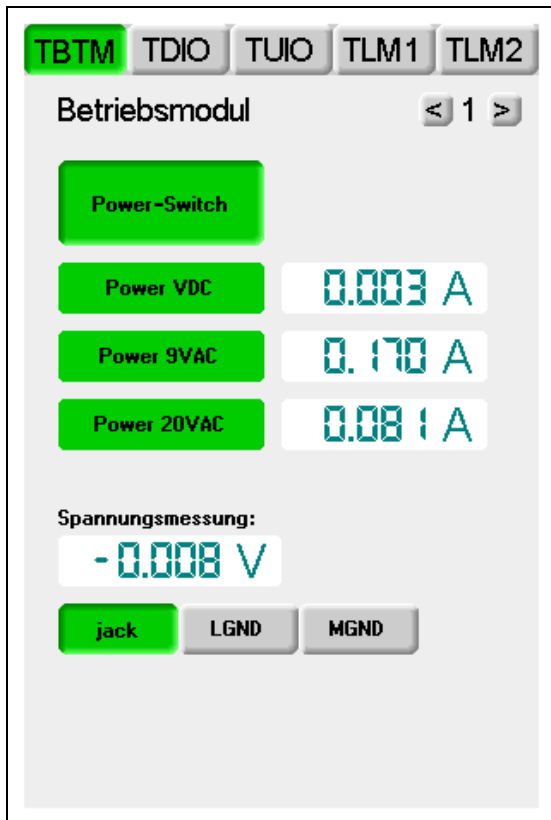 TBTM TDIO TUIO TLM1 TLM2
Betriebsmodul < 1 >
Power-Switch
Power VDC 0.003 A
Power 9VAC 0.170 A
Power 20VAC 0.081 A
Spannungsmessung:
-0.008 V
jack LGND MGND